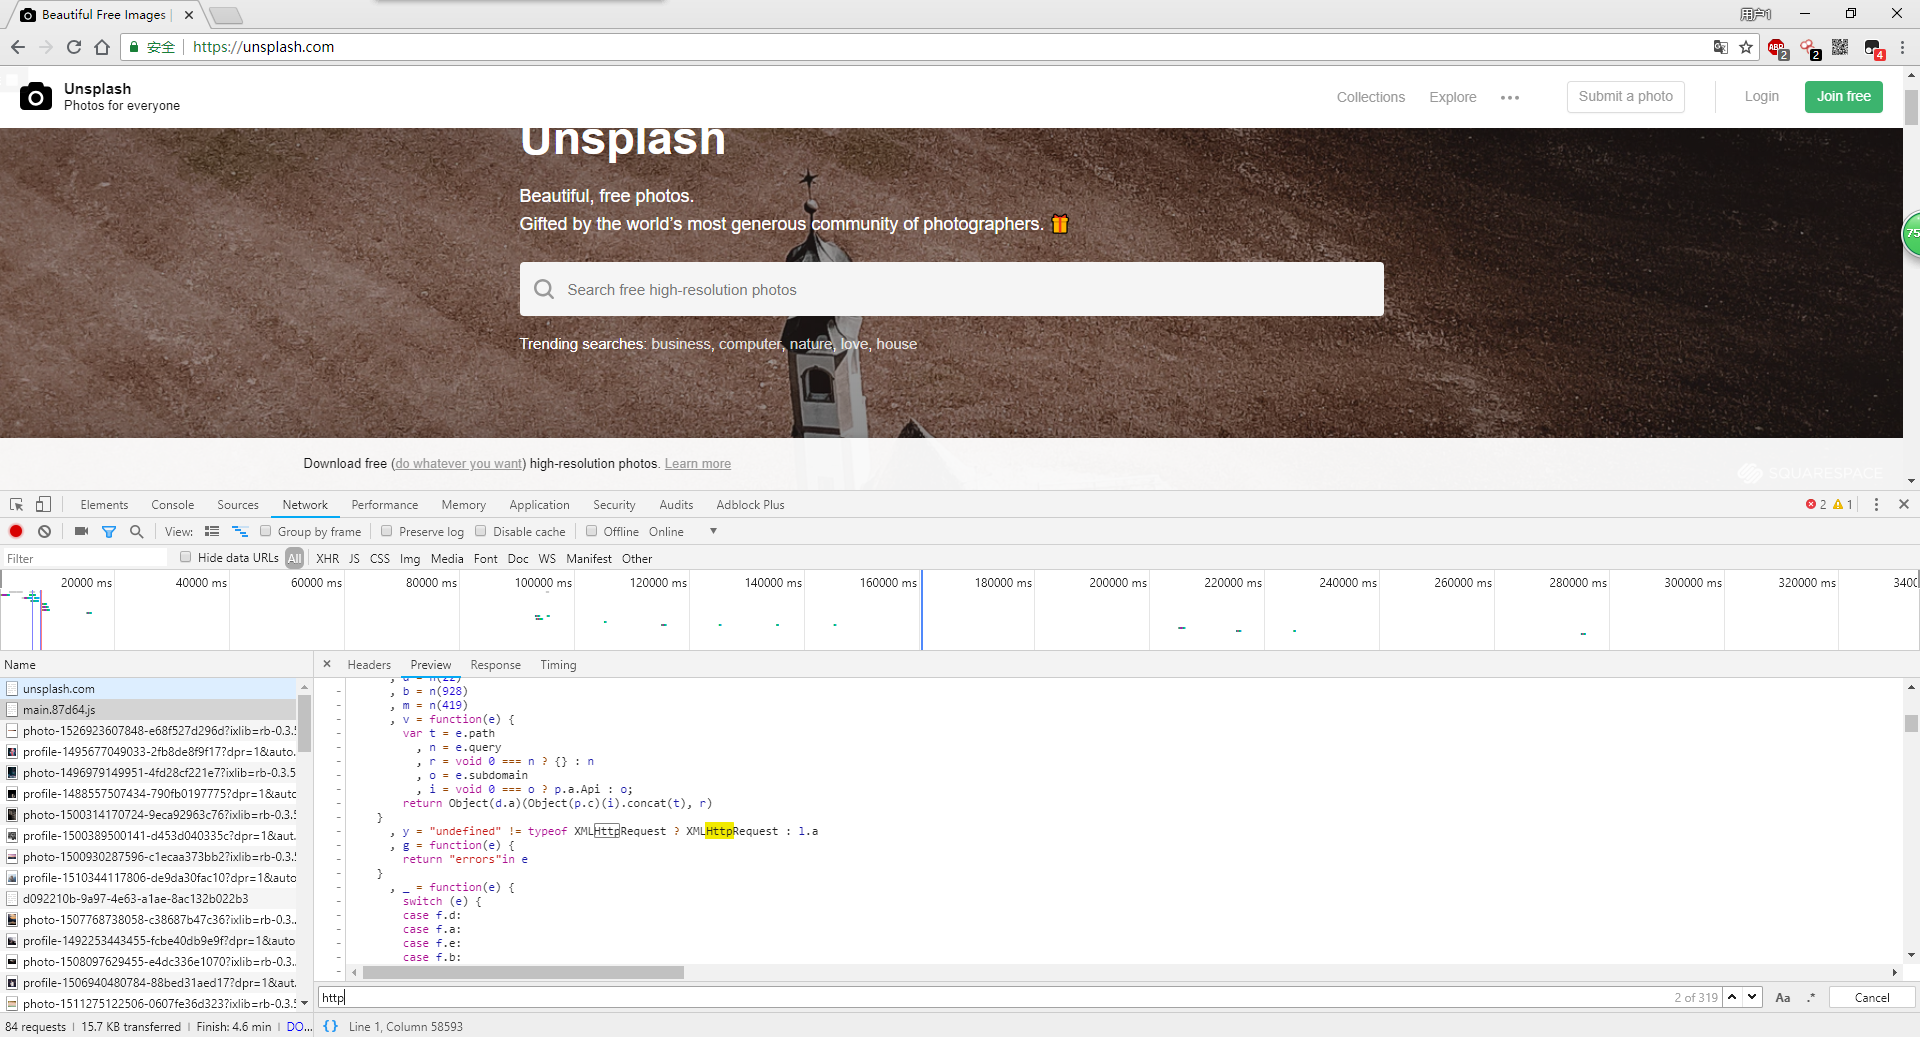 Beautiful Free Images |
用户1
安全 | https://unsplash.com
2
2
4
Unsplash
Photos for everyone
Collections Explore ••• Submit a photo Login Join free
Unsplash
Beautiful, free photos.
Gifted by the world's most generous community of photographers. 🎁
75
Search free high-resolution photos
Trending searches: business, computer, nature, love, house
Download free (do whatever you want) high-resolution photos. Learn more
SQUARESPACE
Elements Console Sources Network Performance Memory Application Security Audits Adblock Plus 2 1
View: Group by frame Preserve log Disable cache Offline Online
Filter Hide data URLs All XHR JS CSS Img Media Font Doc WS Manifest Other
20000 ms 40000 ms 60000 ms 80000 ms 100000 ms 120000 ms 140000 ms 160000 ms 180000 ms 200000 ms 220000 ms 240000 ms 260000 ms 280000 ms 300000 ms 320000 ms 3400
Name
unsplash.com
main.87d64.js
photo-1526923607848-e68f527d296d?ixlib=rb-0.3.5
profile-1495677049033-2fb8de8f9f17?dpr=1&auto.
photo-1496979149951-4fd28cf221e7?ixlib=rb-0.3.5
profile-1488557507434-790fb0197775?dpr=1&auto
photo-1500314170724-9eca92963c76?ixlib=rb-0.3.
profile-1500389500141-d453d040335c?dpr=1&aut.
photo-1500930287596-c1ecaa373bb2?ixlib=rb-0.3.
profile-1510344117806-de9da30fac10?dpr=1&aut.
d092210b-9a97-4e63-a1ae-8ac132b022b3
photo-1507768738058-c38687b47c36?ixlib=rb-0.3..
profile-1492253443455-fcbe40db9e9f?dpr=1&auto
photo-1508097629455-e4dc336e1070?ixlib=rb-0.3..
profile-1506940480784-88bed31aed17?dpr=1&aut.
photo-1511275122506-0607fe36d323?ixlib=rb-0.3.5
84 requests | 15.7 KB transferred | Finish: 4.6 min | DO...
Headers Preview Response Timing
, d = n(22)
, b = n(928)
, m = n(419)
, v = function(e) {
var t = e.path
, n = e.query
, r = void 0 === n ? {} : n
, o = e.subdomain
, i = void 0 === o ? p.a.Api : o;
return Object(d.a)(Object(p.c)(i).concat(t), r)
}
, y = "undefined" != typeof XMLHttpRequest ? XMLHttpRequest : l.a
, g = function(e) {
return "errors"in e
}
, _ = function(e) {
switch (e) {
case f.d:
case f.a:
case f.e:
case f.b:
http
2 of 319 Aa .* Cancel
{} Line 1, Column 58593